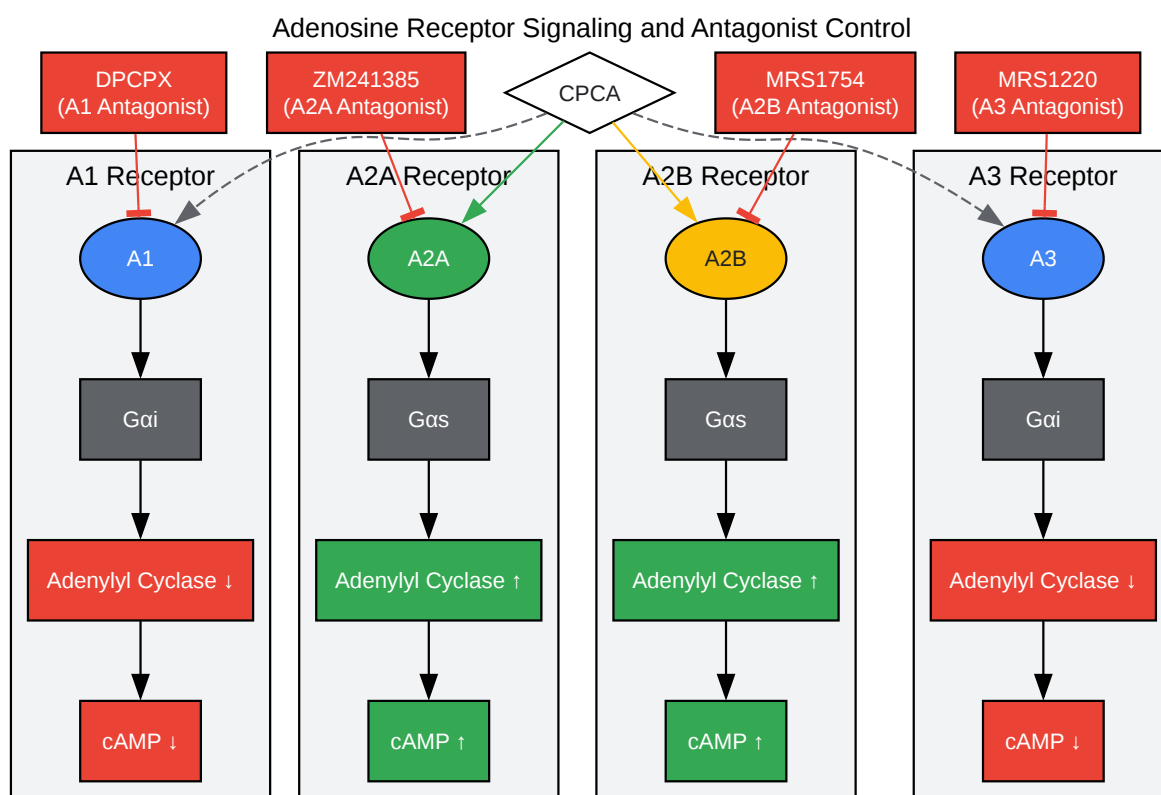 Adenosine Receptor Signaling and Antagonist Control
DPCPX
(A1 Antagonist)
ZM241385
(A2A Antagonist)
CPCA
MRS1754
(A2B Antagonist)
MRS1220
(A3 Antagonist)
A1 Receptor
A2A Receptor
A2B Receptor
A3 Receptor
A1
A2A
A2B
A3
Gαi
Gαs
Gαs
Gαi
Adenylyl Cyclase ↓
Adenylyl Cyclase ↑
Adenylyl Cyclase ↑
Adenylyl Cyclase ↓
cAMP ↓
cAMP ↑
cAMP ↑
cAMP ↓